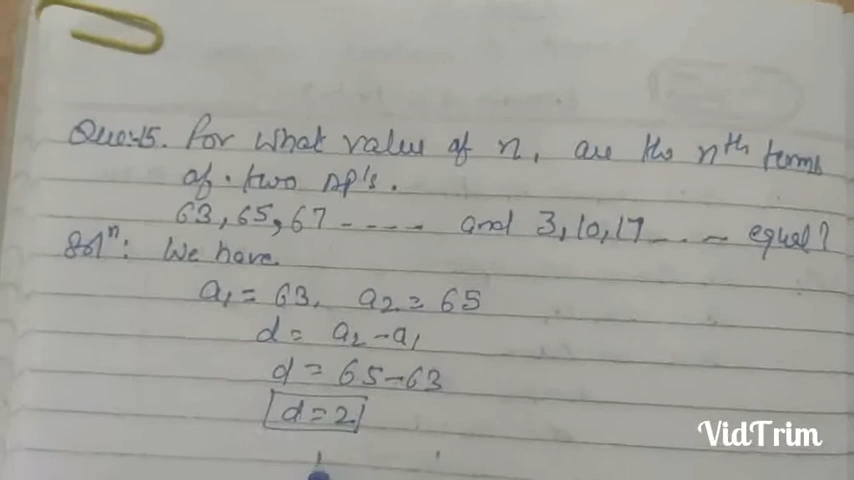 Que:-15. For what value of n, are the nth terms
of two AP's.
63, 65, 67 ---- and 3, 10, 17 --- equal?
Solⁿ: We have
a₁ = 63, a₂ = 65
d = a₂ - a₁
d = 65 - 63
d = 2
VidTrim